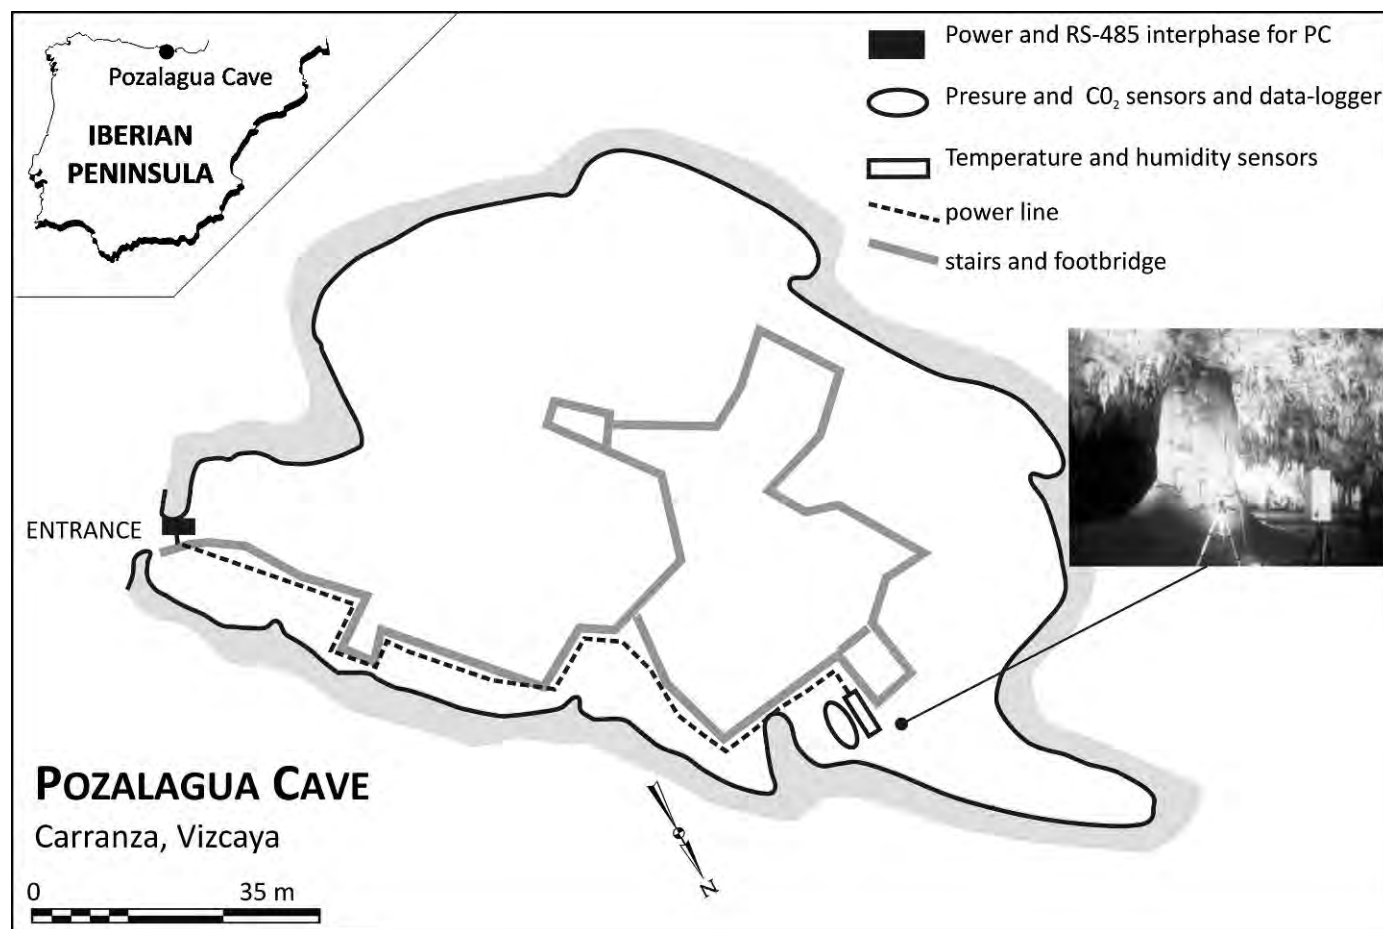 Pozalagua Cave
IBERIAN
PENINSULA
Power and RS-485 interphase for PC
Presure and C0₂ sensors and data-logger
Temperature and humidity sensors
power line
stairs and footbridge
ENTRANCE
POZALAGUA CAVE
Carranza, Vizcaya
0 35 m
N